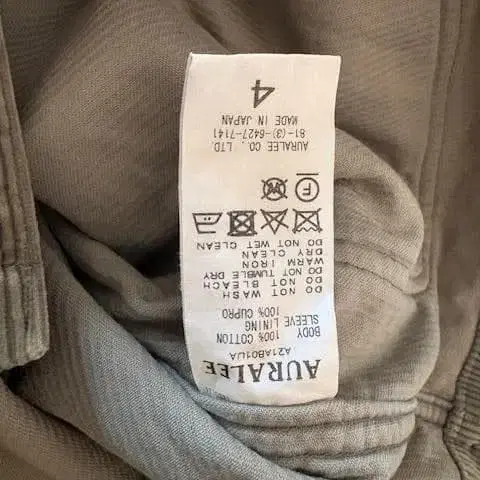 AURALEE
A21AB01UA
BODY 100% COTTON
SLEEVE LINING
100% CUPRO
DO NOT WASH
DO NOT BLEACH
DO NOT TUMBLE DRY
WARM IRON
DRY CLEAN
DO NOT WET CLEAN
F W
AURALEE CO., LTD.
81-(3)-6427-7141
MADE IN JAPAN
4